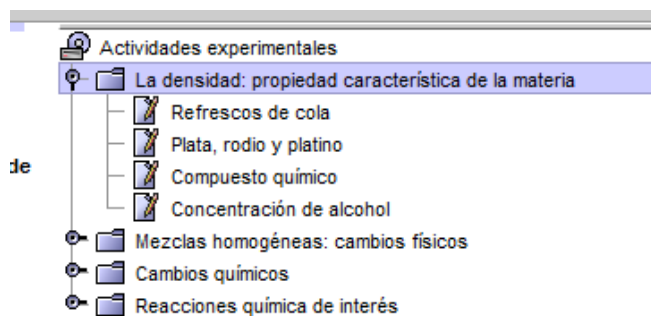 Actividades experimentales
La densidad: propiedad característica de la materia
Refrescos de cola
Plata, rodio y platino
de
Compuesto químico
Concentración de alcohol
Mezclas homogéneas: cambios físicos
Cambios químicos
Reacciones química de interés